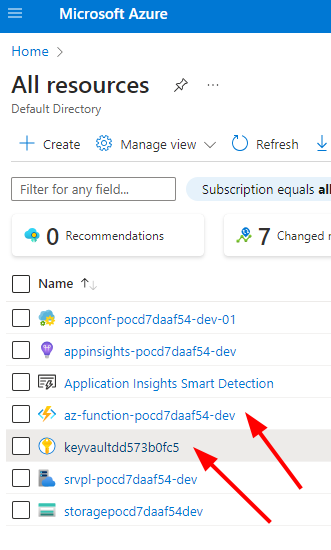 Microsoft Azure
Home
All resources
Default Directory
Create
Manage view
Refresh
Filter for any field...
Subscription equals all
0 Recommendations
7 Changed
Name
appconf-pocd7daaf54-dev-01
appinsights-pocd7daaf54-dev
Application Insights Smart Detection
az-function-pocd7daaf54-dev
keyvaultdd573b0fc5
srvpl-pocd7daaf54-dev
storagepocd7daaf54dev